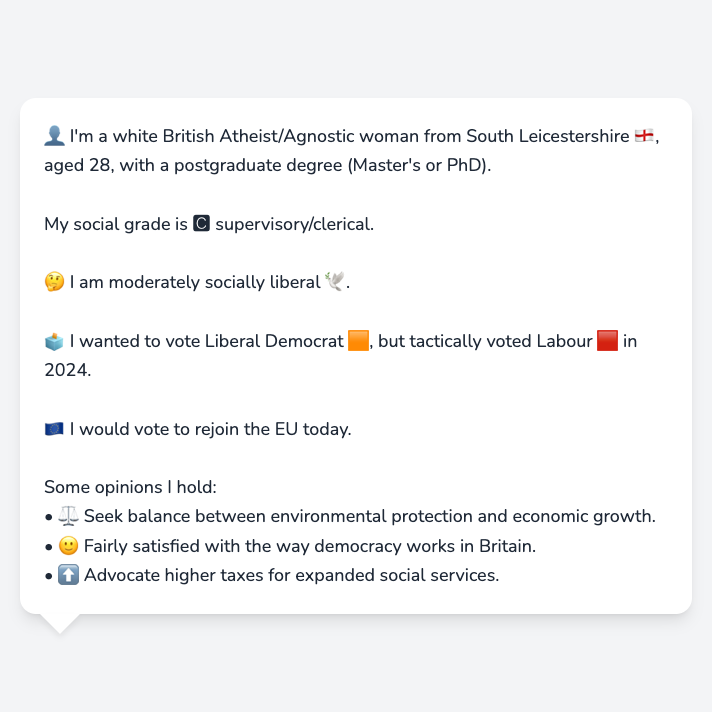 👤 I'm a white British Atheist/Agnostic woman from South Leicestershire 🏴󠁧󠁢󠁥󠁮󠁧󠁿,
aged 28, with a postgraduate degree (Master's or PhD).
My social grade is 🅲 supervisory/clerical.
🤔 I am moderately socially liberal 🕊️.
🗳️ I wanted to vote Liberal Democrat 🟧, but tactically voted Labour 🟥 in
2024.
🇪🇺 I would vote to rejoin the EU today.
Some opinions I hold:
• ⚖️ Seek balance between environmental protection and economic growth.
• 🙂 Fairly satisfied with the way democracy works in Britain.
• ⬆️ Advocate higher taxes for expanded social services.